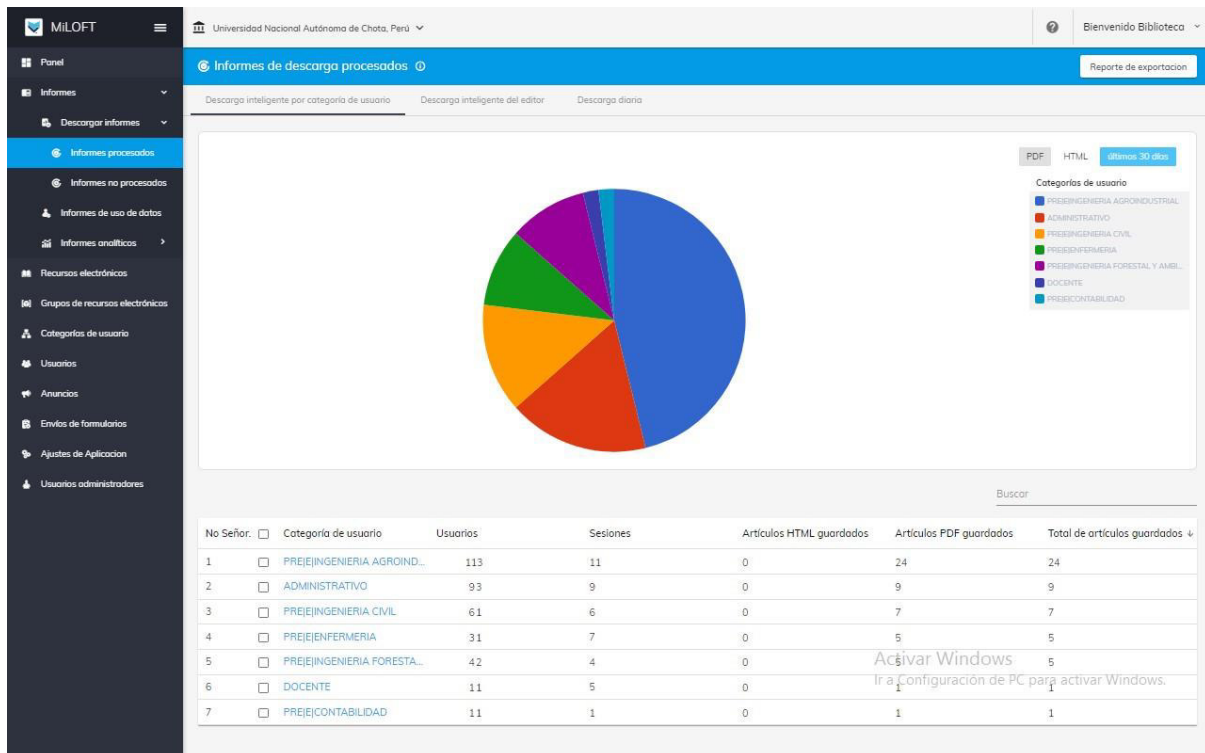 MiLOFT
Universidad Nacional Autónoma de Chota, Perú
Bienvenido Biblioteca
Panel
Informes
Descargar informes
Informes procesados
Informes no procesados
Informes de uso de datos
Informes analíticos
Recursos electrónicos
Grupos de recursos electrónicos
Categorías de usuario
Usuarios
Anuncios
Envíos de formularios
Ajustes de Aplicacion
Usuarios administradores
Informes de descarga procesados
Reporte de exportacion
Descarga inteligente por categoría de usuario Descarga inteligente del editor Descarga diaria
PDF HTML últimos 30 días
Categorías de usuario
PRE|E|INGENIERIA AGROINDUSTRIAL
ADMINISTRATIVO
PRE|E|INGENIERIA CIVIL
PRE|E|ENFERMERIA
PRE|E|INGENIERIA FORESTAL Y AMBI...
DOCENTE
PRE|E|CONTABILIDAD
Buscar
No Señor. Categoría de usuario Usuarios Sesiones Artículos HTML guardados Artículos PDF guardados Total de artículos guardados ↓
1 PRE|E|INGENIERIA AGROIND... 113 11 0 24 24
2 ADMINISTRATIVO 93 9 0 9 9
3 PRE|E|INGENIERIA CIVIL 61 6 0 7 7
4 PRE|E|ENFERMERIA 31 7 0 5 5
5 PRE|E|INGENIERIA FORESTA... 42 4 0 5 5
6 DOCENTE 11 5 0 1 1
7 PRE|E|CONTABILIDAD 11 1 0 1 1
Activar Windows
Ir a Configuración de PC para activar Windows.